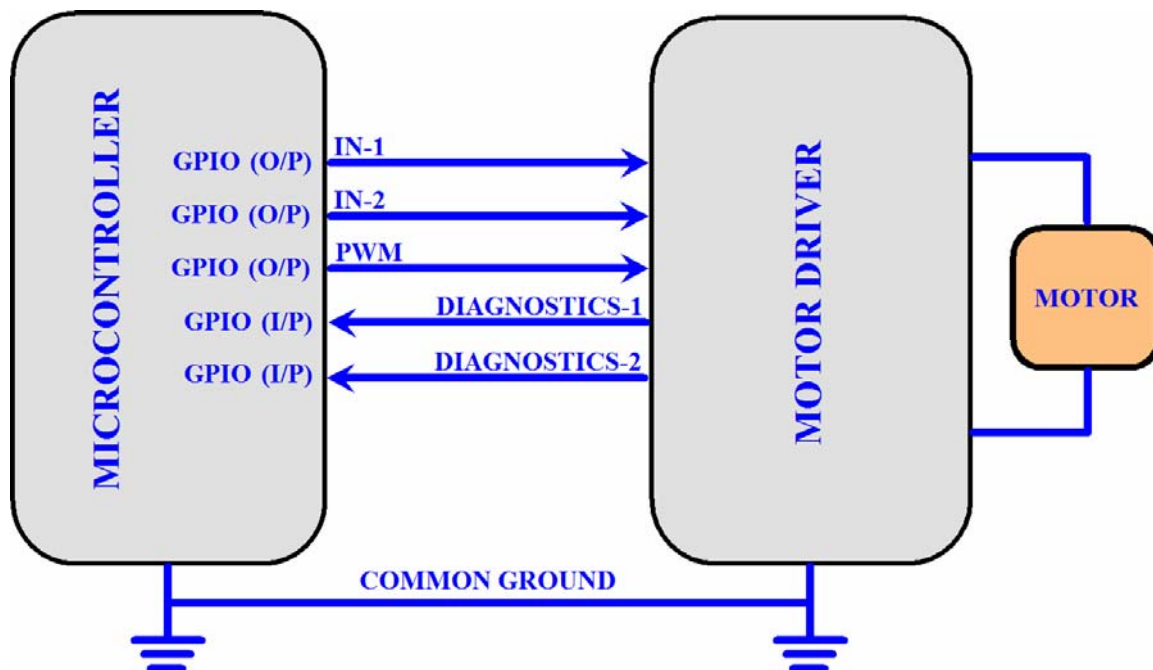 MICROCONTROLLER
GPIO (O/P)
IN-1
GPIO (O/P)
IN-2
GPIO (O/P)
PWM
GPIO (I/P)
DIAGNOSTICS-1
GPIO (I/P)
DIAGNOSTICS-2
MOTOR DRIVER
MOTOR
COMMON GROUND